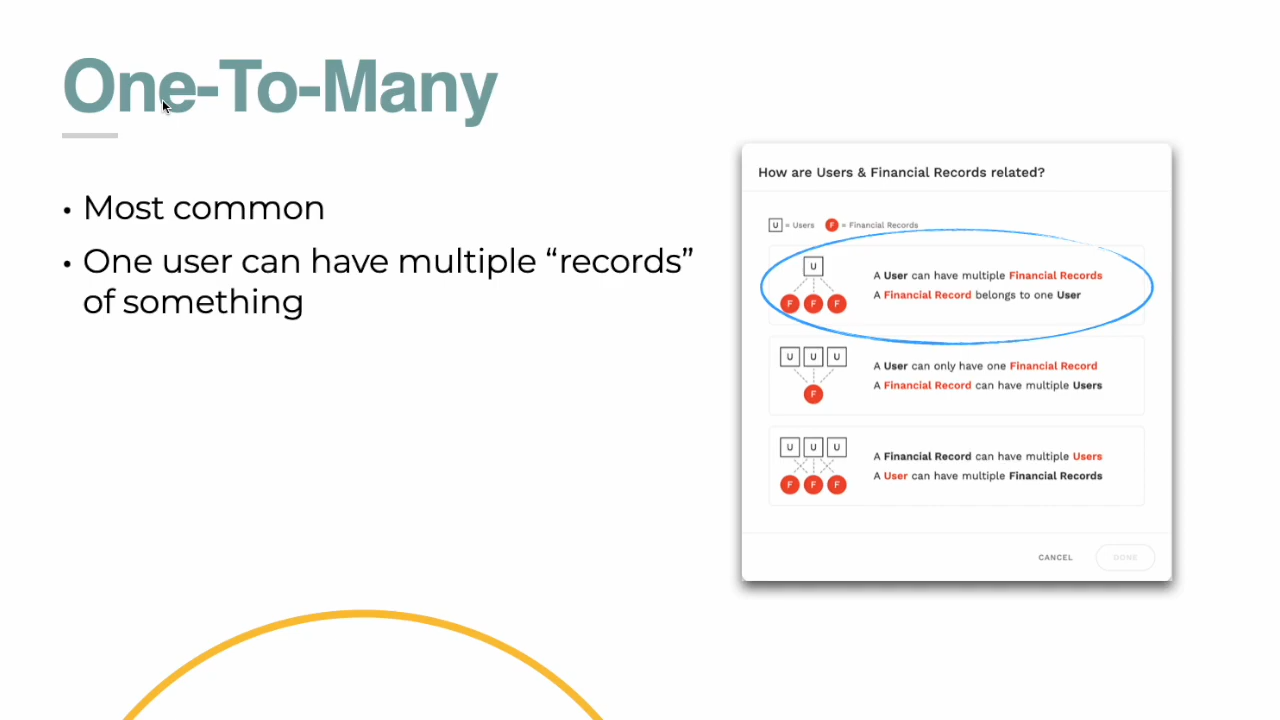 One-To-Many
• Most common
• One user can have multiple “records”
of something
How are Users & Financial Records related?
U = Users F = Financial Records
U
F F F
A User can have multiple Financial Records
A Financial Record belongs to one User
U U U
F
A User can only have one Financial Record
A Financial Record can have multiple Users
U U U
F F F
A Financial Record can have multiple Users
A User can have multiple Financial Records
CANCEL DONE